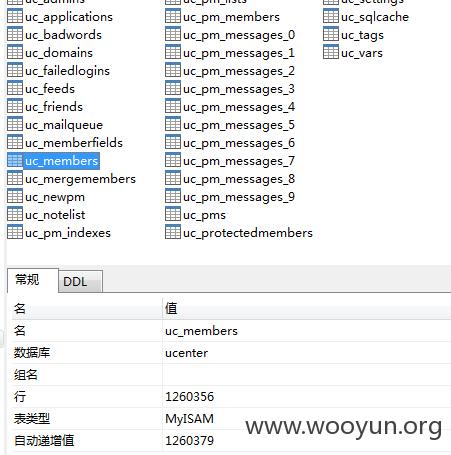 uc_admins
uc_applications
uc_badwords
uc_domains
uc_failedlogins
uc_feeds
uc_friends
uc_mailqueue
uc_memberfields
uc_members
uc_mergemembers
uc_newpm
uc_notelist
uc_pm_indexes
uc_pm_lists
uc_pm_members
uc_pm_messages_0
uc_pm_messages_1
uc_pm_messages_2
uc_pm_messages_3
uc_pm_messages_4
uc_pm_messages_5
uc_pm_messages_6
uc_pm_messages_7
uc_pm_messages_8
uc_pm_messages_9
uc_pms
uc_protectedmembers
uc_settings
uc_sqlcache
uc_tags
uc_vars
常规 DDL
名 值
名 uc_members
数据库 ucenter
组名
行 1260356
表类型 MyISAM
自动递增值 1260379
www.wooyun.org